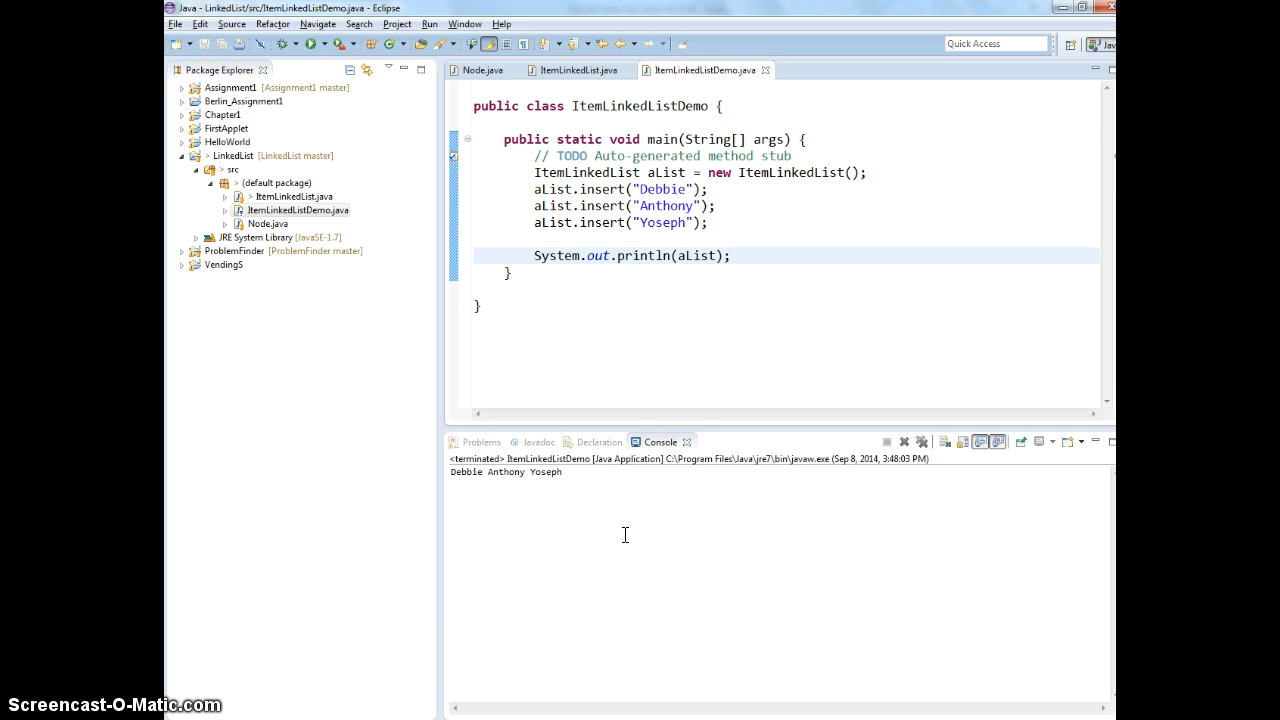 Java - LinkedList/src/ItemLinkedListDemo.java - Eclipse
File Edit Source Refactor Navigate Search Project Run Window Help
Quick Access
Package Explorer
Node.java ItemLinkedList.java ItemLinkedListDemo.java
Assignment1 [Assignment1 master]
Berlin_Assignment1
Chapter1
FirstApplet
HelloWorld
> LinkedList [LinkedList master]
> src
> (default package)
> ItemLinkedList.java
ItemLinkedListDemo.java
Node.java
JRE System Library [JavaSE-1.7]
ProblemFinder [ProblemFinder master]
VendingS
public class ItemLinkedListDemo {
public static void main(String[] args) {
// TODO Auto-generated method stub
ItemLinkedList aList = new ItemLinkedList();
aList.insert("Debbie");
aList.insert("Anthony");
aList.insert("Yoseph");
System.out.println(aList);
}
}
Problems Javadoc Declaration Console
<terminated> ItemLinkedListDemo [Java Application] C:\Program Files\Java\jre7\bin\javaw.exe (Sep 8, 2014, 3:48:03 PM)
Debbie Anthony Yoseph
Screencast-O-Matic.com